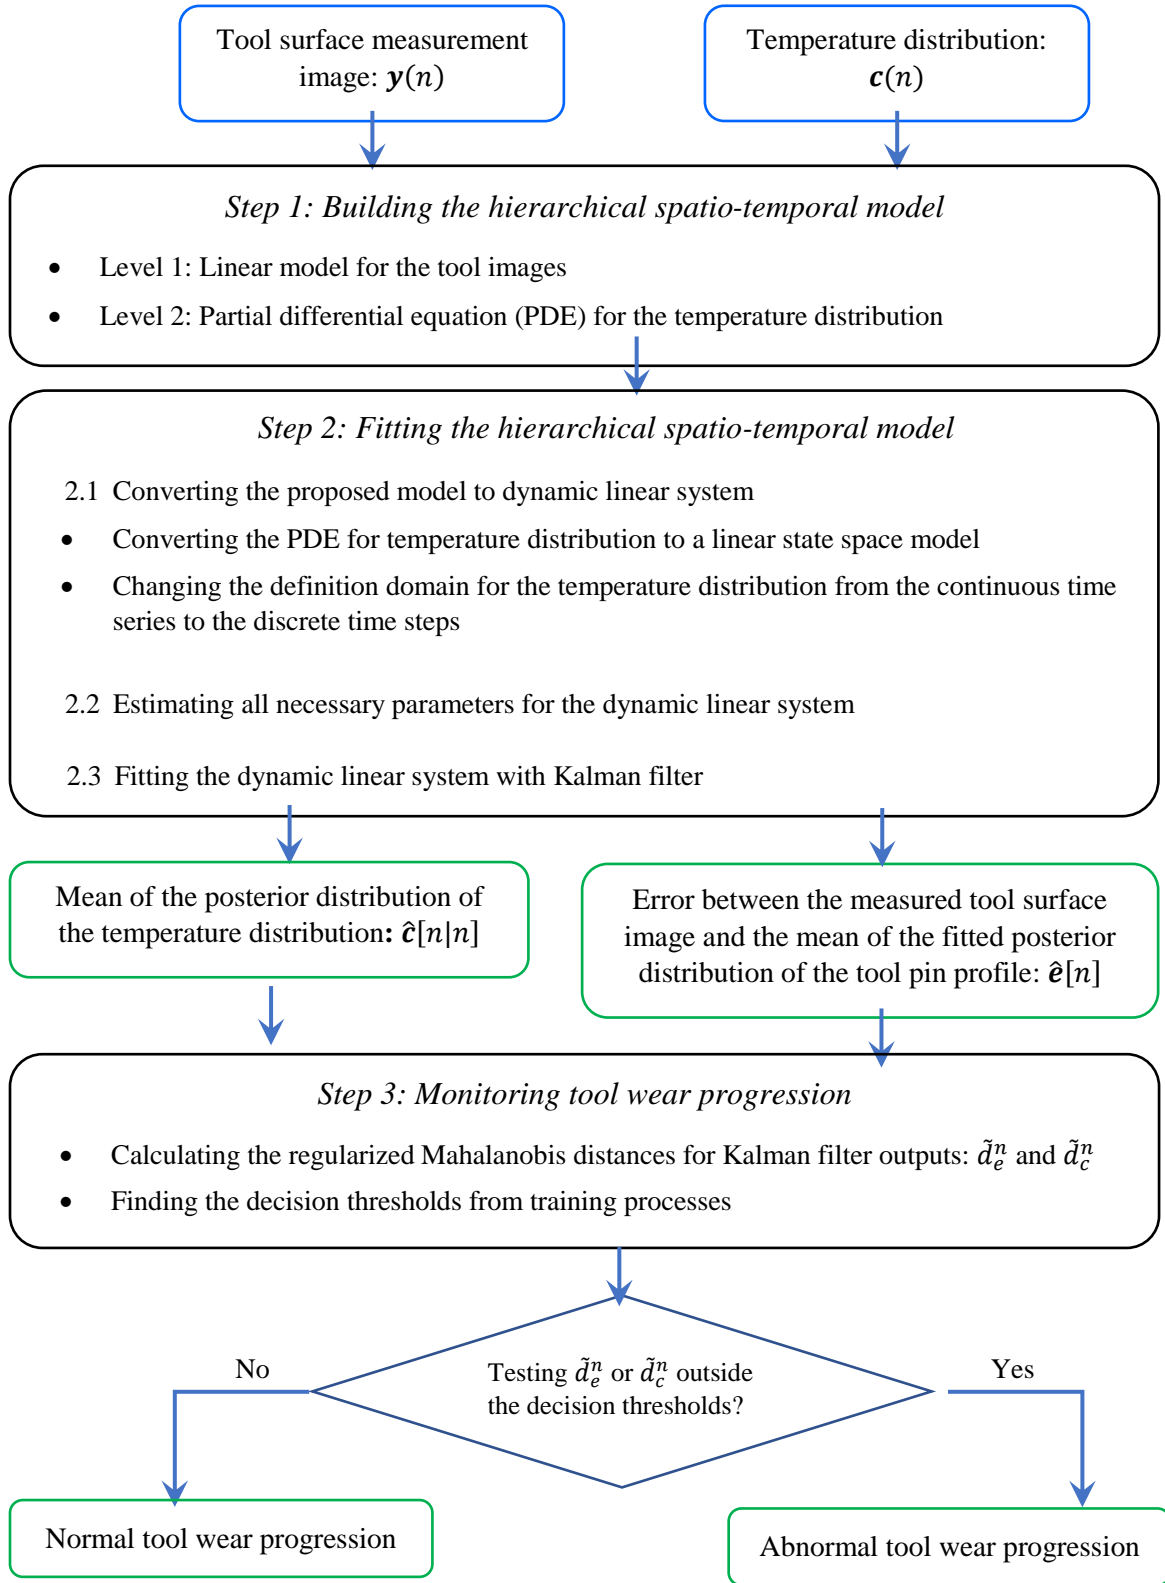 Tool surface measurement
image: 𝒚(𝑛)
Temperature distribution:
𝒄(𝑛)
Step 1: Building the hierarchical spatio-temporal model
• Level 1: Linear model for the tool images
• Level 2: Partial differential equation (PDE) for the temperature distribution
Step 2: Fitting the hierarchical spatio-temporal model
2.1 Converting the proposed model to dynamic linear system
• Converting the PDE for temperature distribution to a linear state space model
• Changing the definition domain for the temperature distribution from the continuous time
series to the discrete time steps
2.2 Estimating all necessary parameters for the dynamic linear system
2.3 Fitting the dynamic linear system with Kalman filter
Mean of the posterior distribution of
the temperature distribution: 𝒄̂[𝑛|𝑛]
Error between the measured tool surface
image and the mean of the fitted posterior
distribution of the tool pin profile: 𝒆̂[𝑛]
Step 3: Monitoring tool wear progression
• Calculating the regularized Mahalanobis distances for Kalman filter outputs: d̃ₑⁿ and d̃_cⁿ
• Finding the decision thresholds from training processes
No
Testing d̃ₑⁿ or d̃_cⁿ outside
the decision thresholds?
Yes
Normal tool wear progression
Abnormal tool wear progression